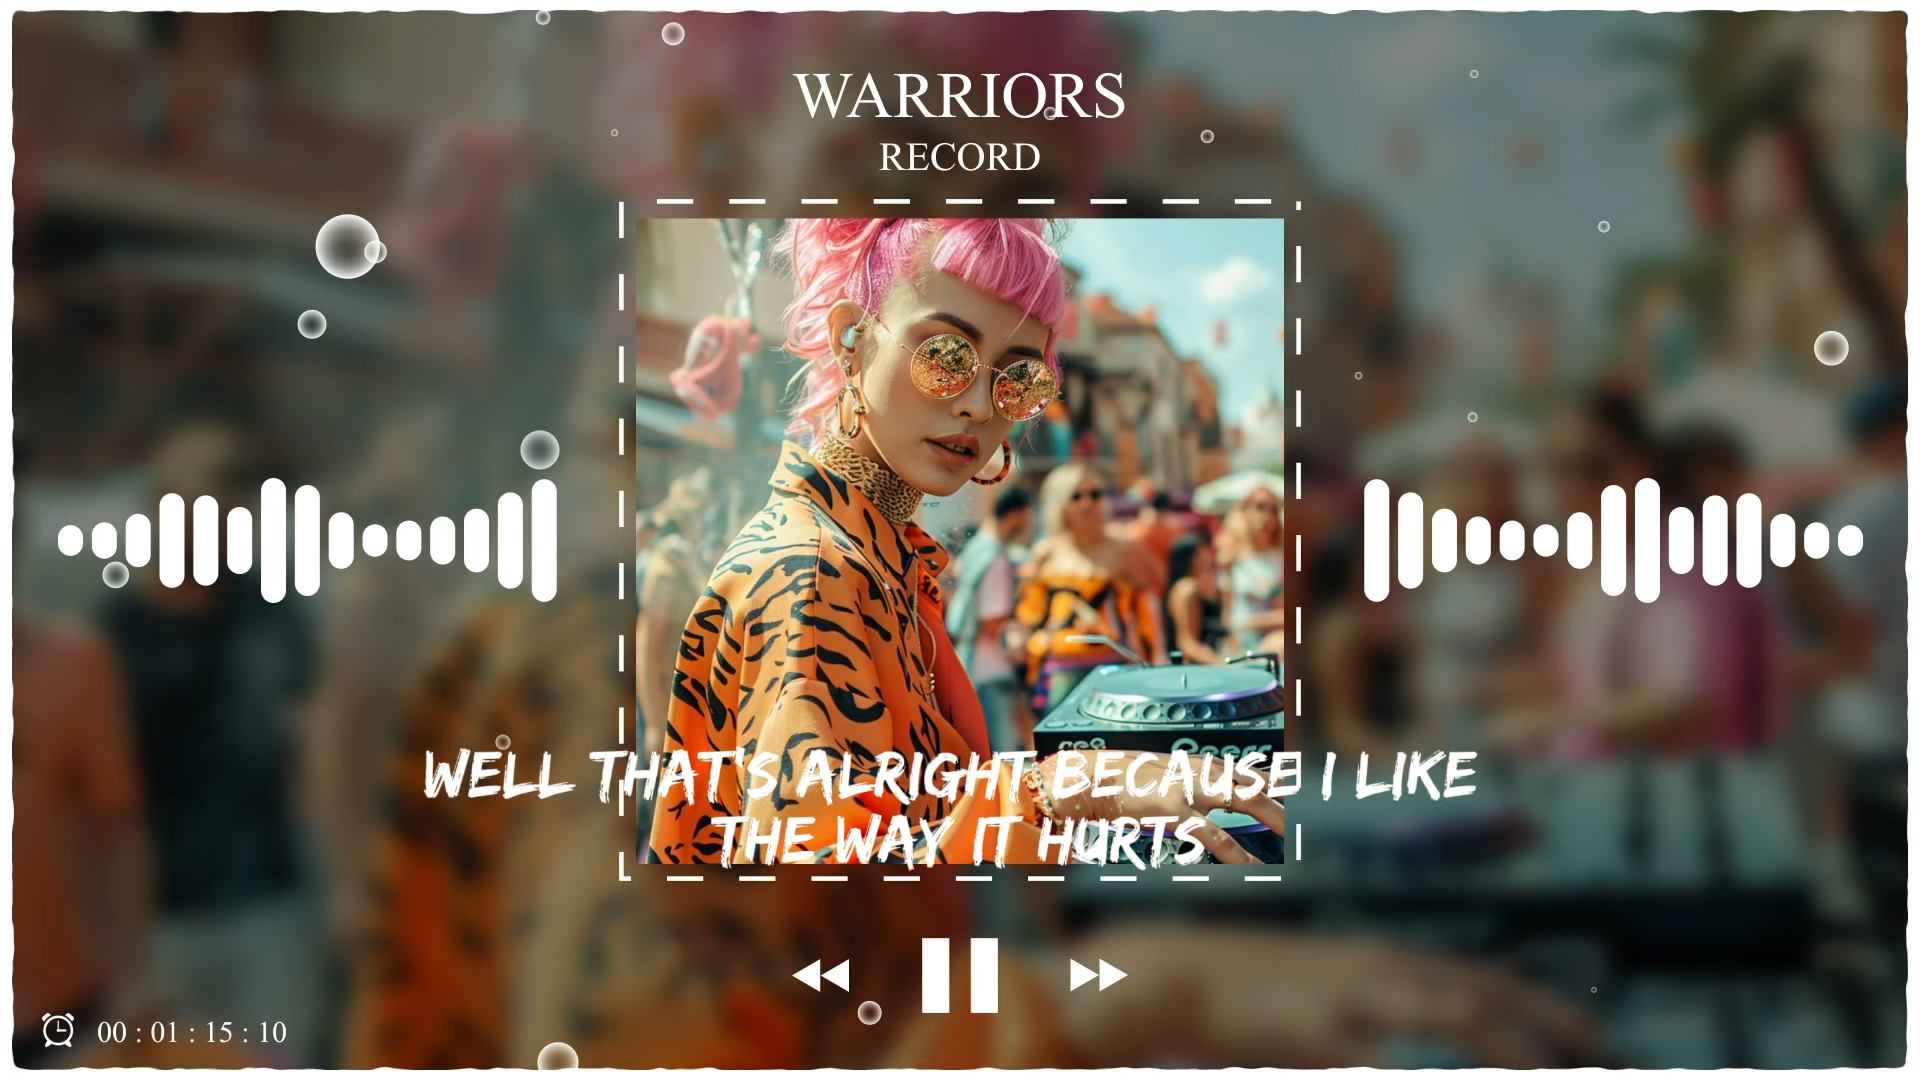 WARRIORS
RECORD
WELL THAT'S ALRIGHT BECAUSE I LIKE
THE WAY IT HURTS
00 : 01 : 15 : 10